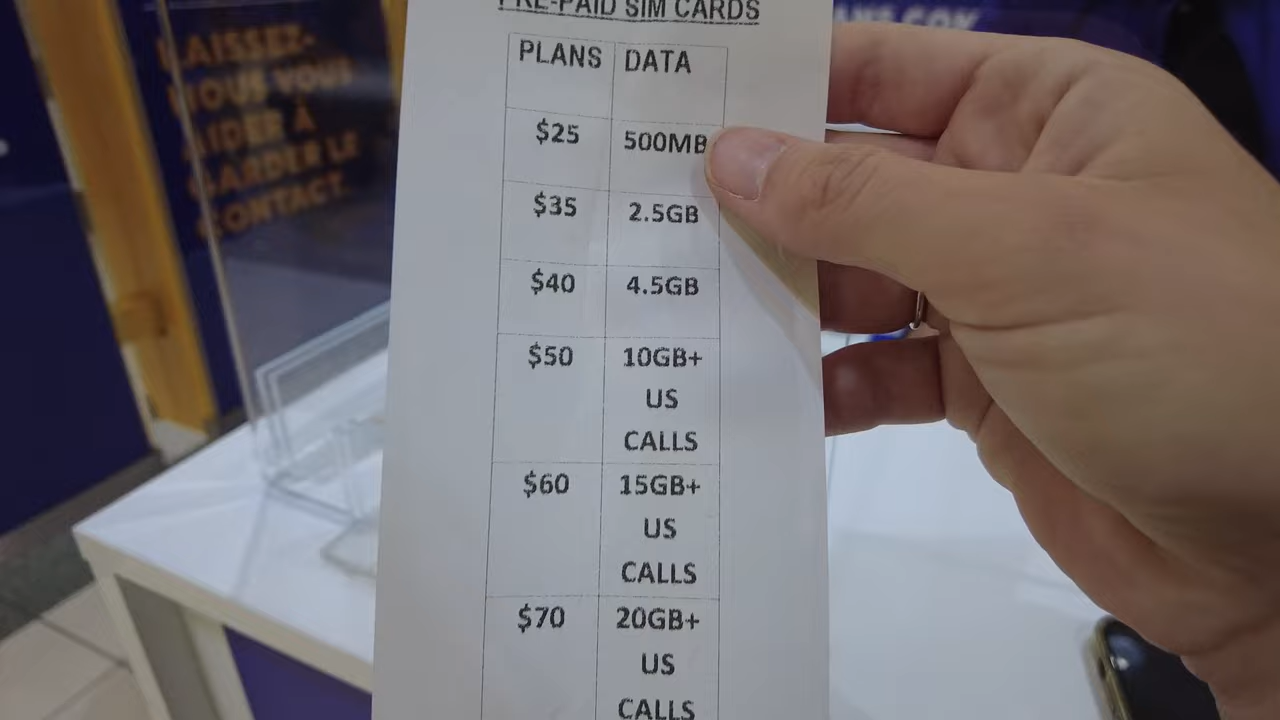 PRE-PAID SIM CARDS
PLANS DATA
$25 500MB
$35 2.5GB
$40 4.5GB
$50 10GB+
US
CALLS
$60 15GB+
US
CALLS
$70 20GB+
US
CALLS
LAISSEZ-
NOUS VOUS
AIDER À
GARDER LE
CONTACT